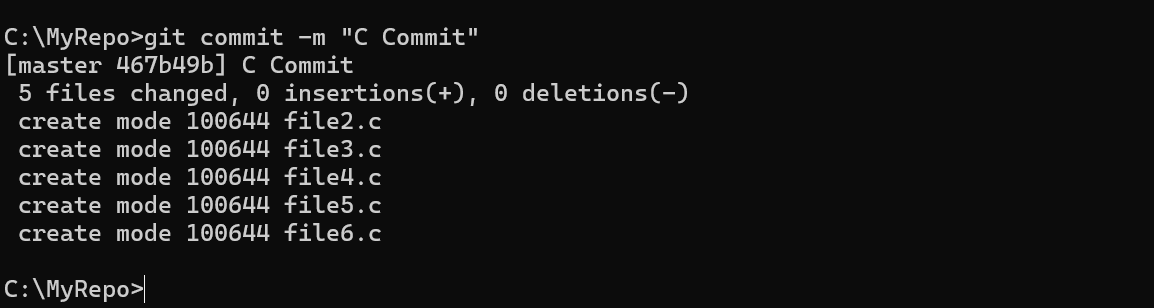 C:\MyRepo>git commit -m "C Commit"
[master 467b49b] C Commit
 5 files changed, 0 insertions(+), 0 deletions(-)
 create mode 100644 file2.c
 create mode 100644 file3.c
 create mode 100644 file4.c
 create mode 100644 file5.c
 create mode 100644 file6.c
C:\MyRepo>